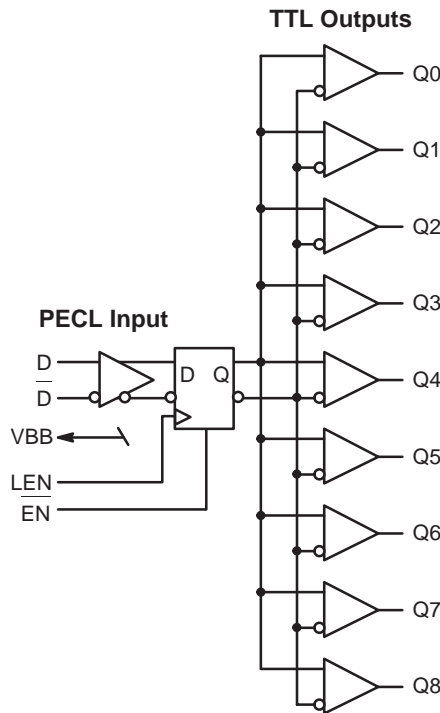 TTL Outputs
Q0
Q1
Q2
Q3
PECL Input
D
D Q
Q4
D
VBB
Q5
LEN
EN
Q6
Q7
Q8